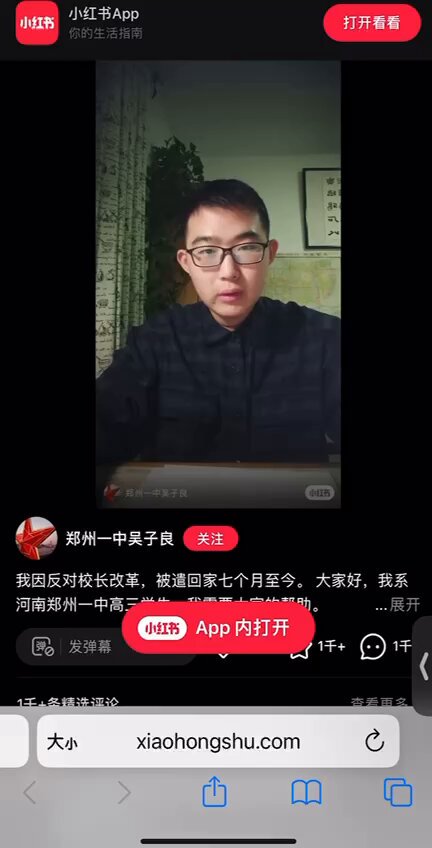 小红书
小红书App
你的生活指南
打开看看
郑州一中吴子良
小红书
郑州一中吴子良
关注
我因反对校长改革，被遣回家七个月至今。大家好，我系
河南郑州一中高三学生，我需要大家的帮助。 ...展开
小红书 App 内打开
弹 发弹幕
1千+
1千
1千+条精选评论
查看更多
大小
xiaohongshu.com